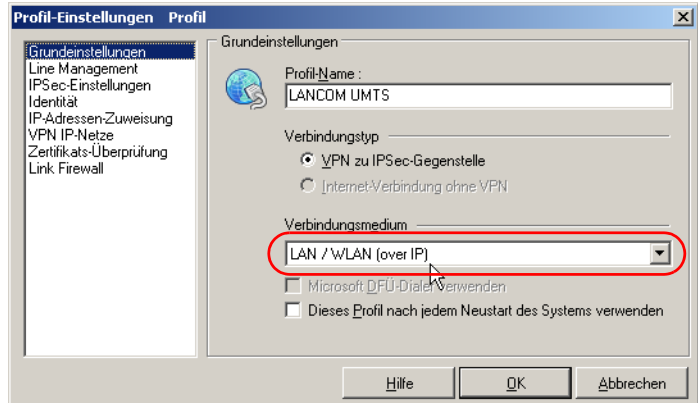 Profil-Einstellungen Profil
Grundeinstellungen
Line Management
IPSec-Einstellungen
Identität
IP-Adressen-Zuweisung
VPN IP-Netze
Zertifikats-Überprüfung
Link Firewall
Grundeinstellungen
Profil-Name :
LANCOM UMTS
Verbindungstyp
VPN zu IPSec-Gegenstelle
Internet-Verbindung ohne VPN
Verbindungsmedium
LAN / WLAN (over IP)
Microsoft DFÜ-Dialer verwenden
Dieses Profil nach jedem Neustart des Systems verwenden
Hilfe
OK
Abbrechen